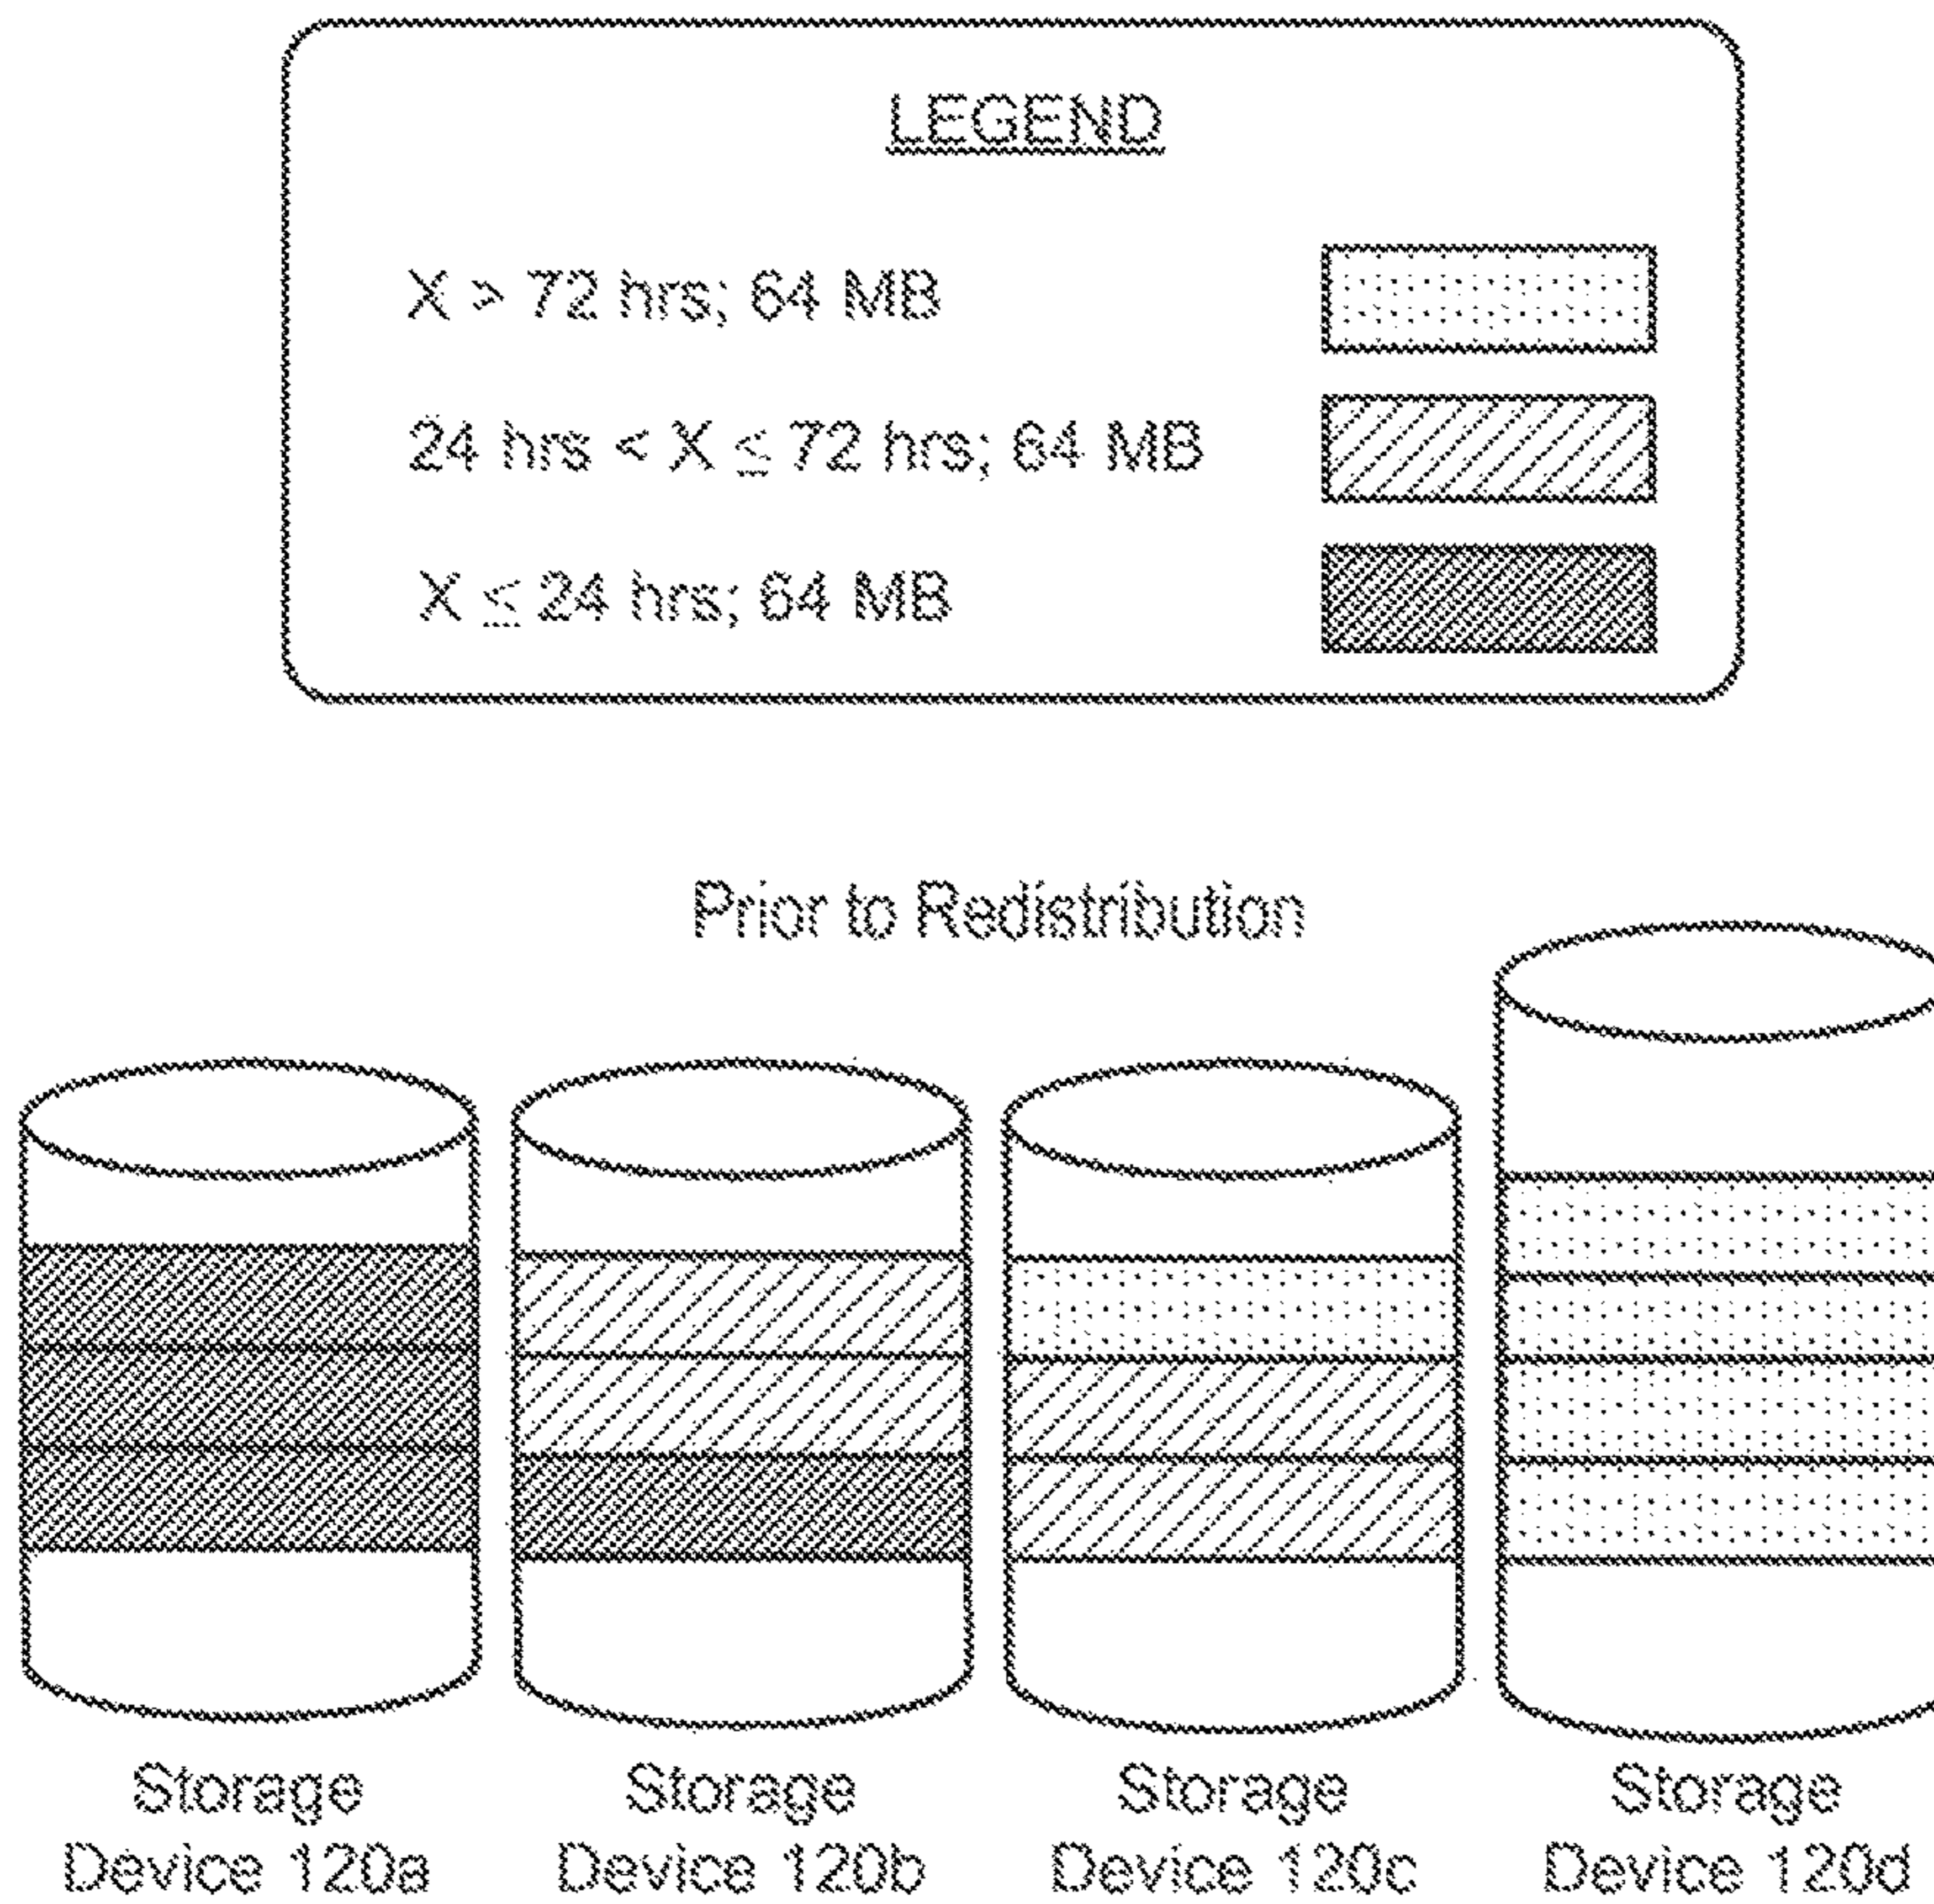 LEGEND
X > 72 hrs; 64 MB
24 hrs < X ≤ 72 hrs; 64 MB
X ≤ 24 hrs; 64 MB
Prior to Redistribution
Storage Device 120a
Storage Device 120b
Storage Device 120c
Storage Device 120d